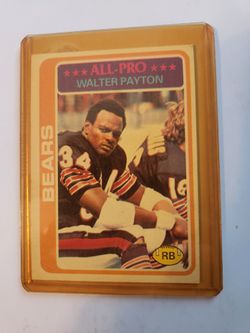 ★★★ ALL-PRO ★★★
WALTER PAYTON
BEARS
34
RB